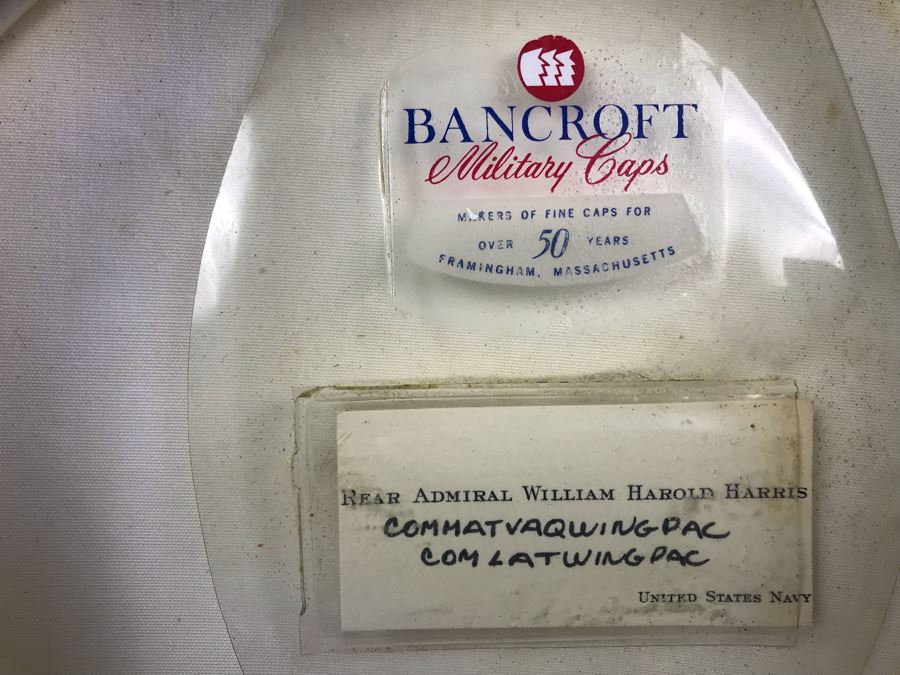 BANCROFT
Military Caps
MAKERS OF FINE CAPS FOR
OVER 50 YEARS
FRAMINGHAM, MASSACHUSETTS
REAR ADMIRAL WILLIAM HAROLD HARRIS
COMMATVAQWINGPAC
COMLATWINGPAC
UNITED STATES NAVY